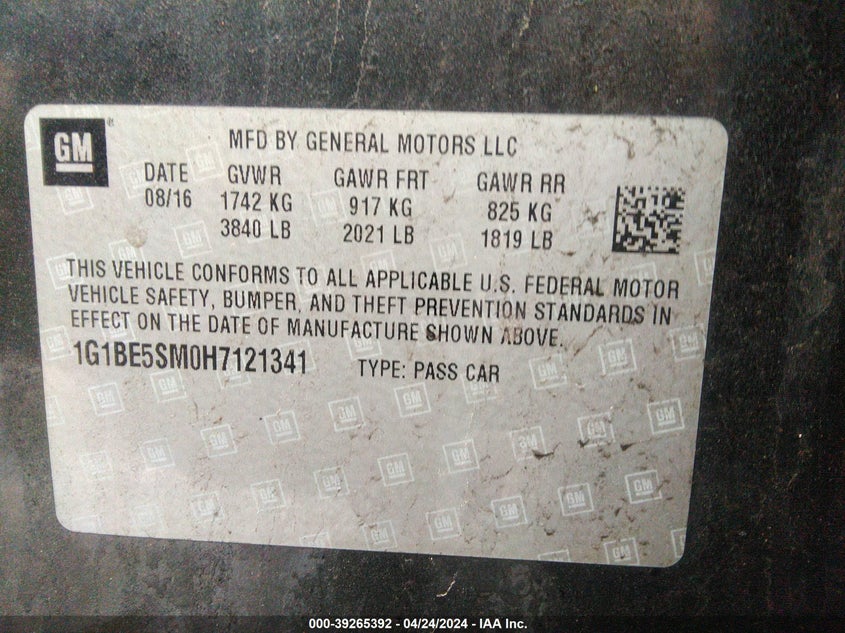 GM
MFD BY GENERAL MOTORS LLC
DATE GVWR GAWR FRT GAWR RR
08/16 1742 KG 917 KG 825 KG
3840 LB 2021 LB 1819 LB
THIS VEHICLE CONFORMS TO ALL APPLICABLE U.S. FEDERAL MOTOR
VEHICLE SAFETY, BUMPER, AND THEFT PREVENTION STANDARDS IN
EFFECT ON THE DATE OF MANUFACTURE SHOWN ABOVE.
1G1BE5SM0H7121341 TYPE: PASS CAR
000-39265392 - 04/24/2024 - IAA Inc.